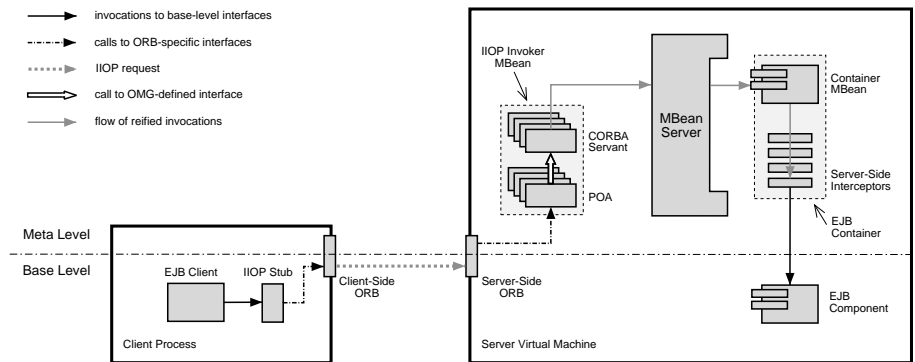 invocations to base-level interfaces
calls to ORB-specific interfaces
IIOP request
call to OMG-defined interface
flow of reified invocations
IIOP Invoker
MBean
CORBA
Servant
POA
MBean
Server
Container
MBean
Server-Side
Interceptors
EJB
Container
Meta Level
Base Level
EJB Client
IIOP Stub
Client-Side
ORB
Server-Side
ORB
EJB
Component
Client Process
Server Virtual Machine